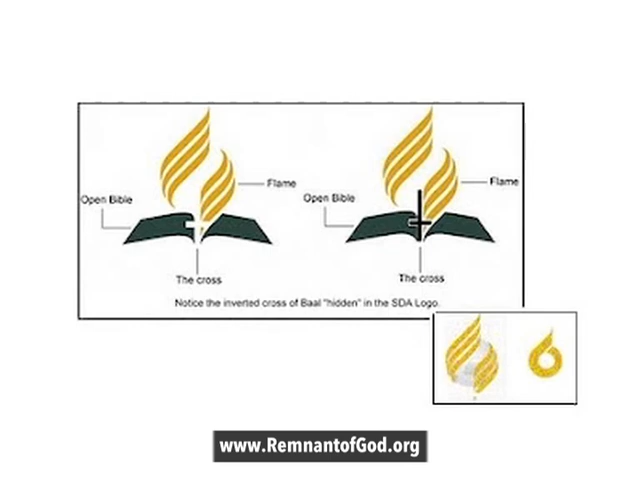 Flame
Flame
Open Bible
Open Bible
The cross
The cross
Notice the inverted cross of Baal "hidden" in the SDA Logo.
www.RemnantofGod.org